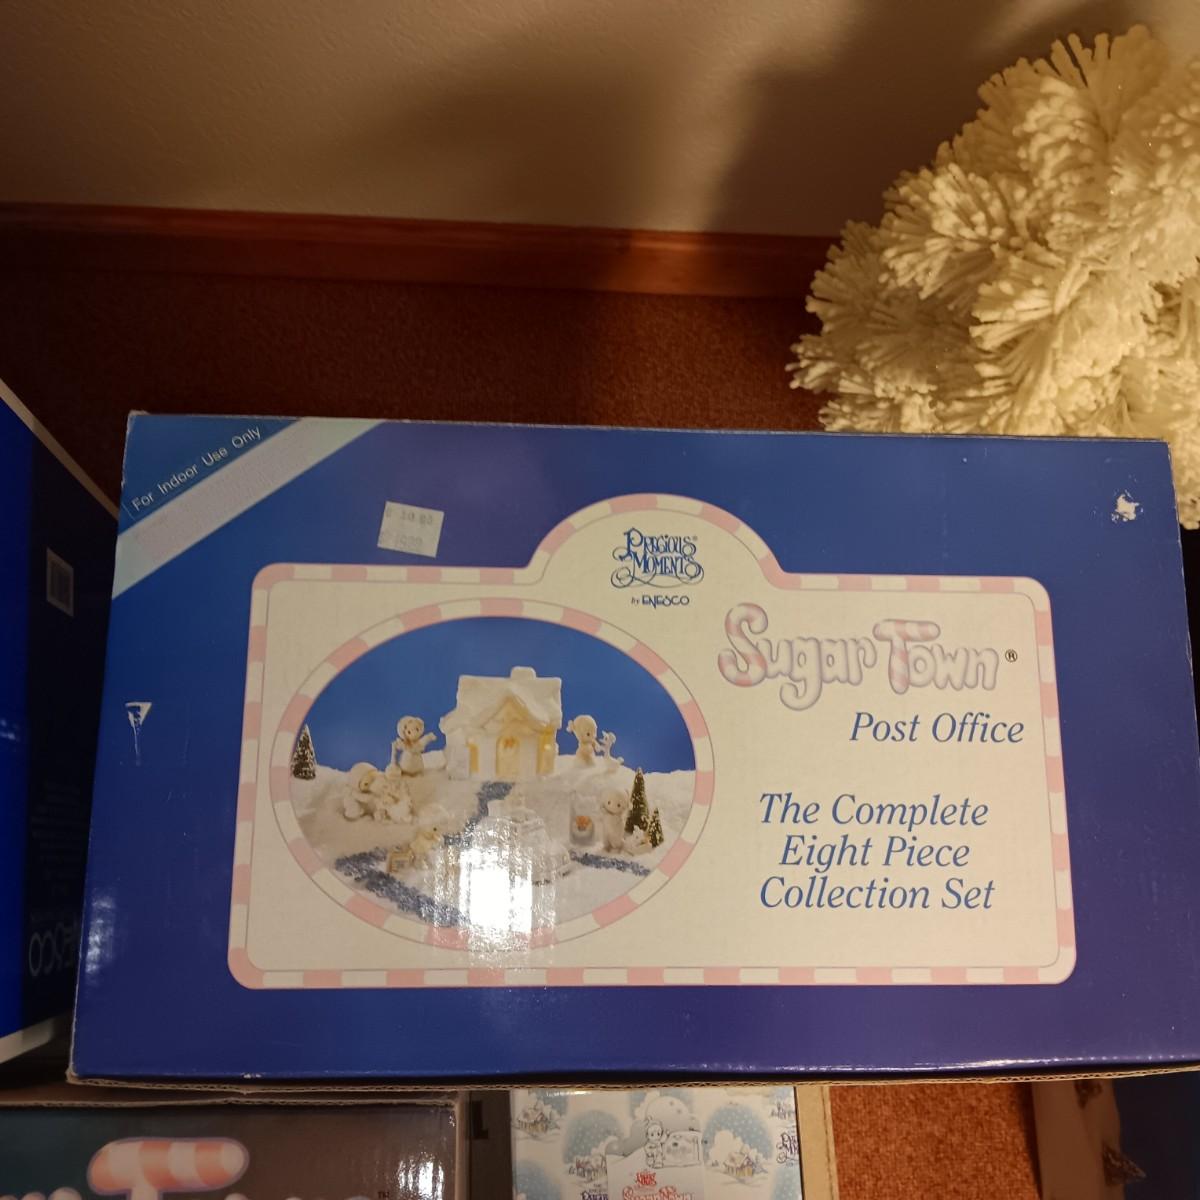 For Indoor Use Only
PRECIOUS
MOMENTS®
by ENESCO
Sugar Town®
Post Office
The Complete
Eight Piece
Collection Set